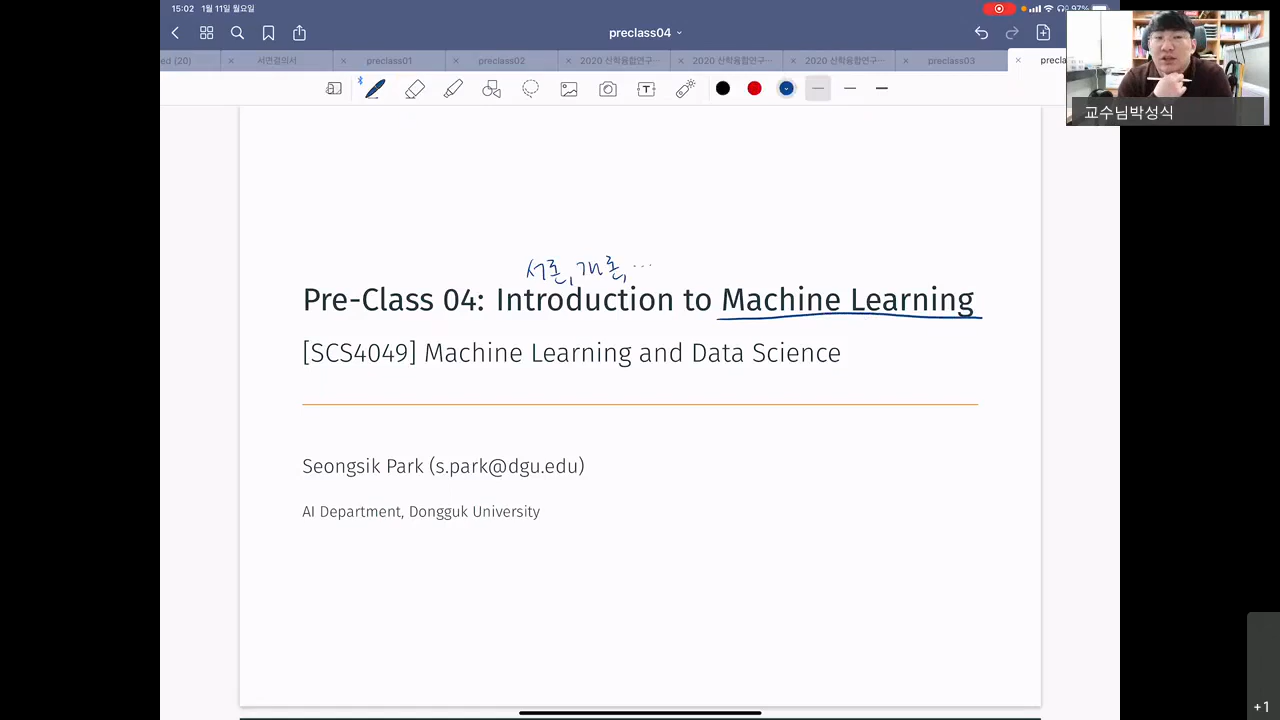 15:02 1월 11일 월요일
97%
preclass04
ed (20)
서면결의서
preclass01
preclass02
2020 산학융합연구…
2020 산학융합연구…
2020 산학융합연구…
preclass03
precla
T
교수님박성식
서론, 개론, …
Pre-Class 04: Introduction to Machine Learning
[SCS4049] Machine Learning and Data Science
Seongsik Park (s.park@dgu.edu)
AI Department, Dongguk University
+1